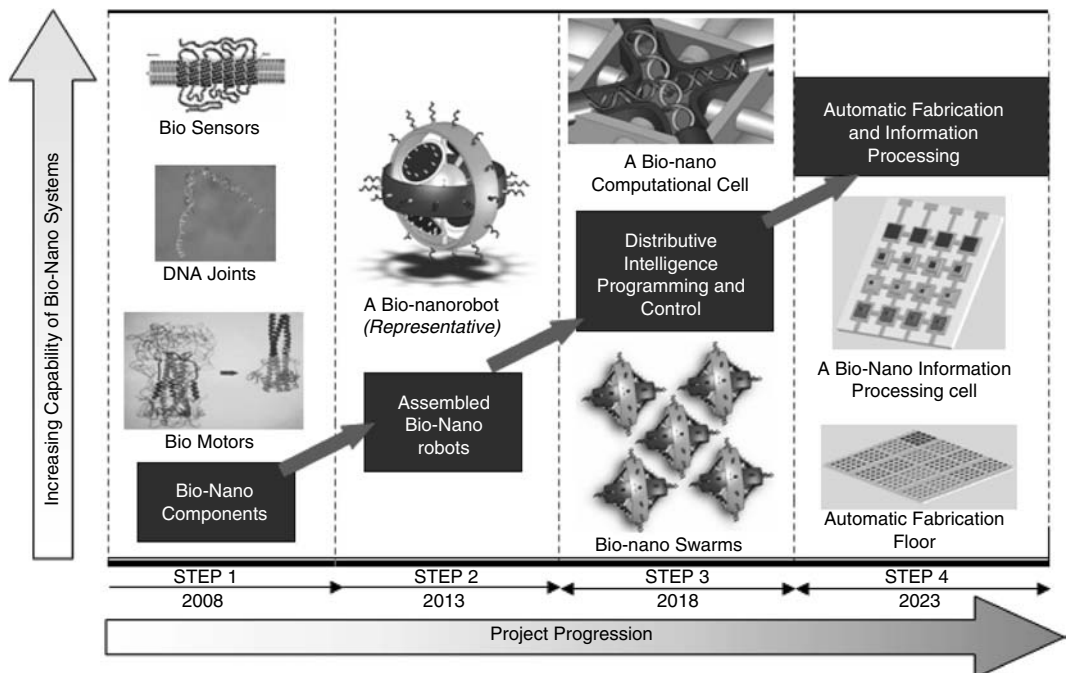 Increasing Capability of Bio-Nano Systems
Bio Sensors
DNA Joints
Bio Motors
Bio-Nano
Components
A Bio-nanorobot
(Representative)
Assembled
Bio-Nano
robots
A Bio-nano
Computational Cell
Distributive
Intelligence
Programming and
Control
Bio-nano Swarms
Automatic Fabrication
and Information
Processing
A Bio-Nano Information
Processing cell
Automatic Fabrication
Floor
STEP 1
2008
STEP 2
2013
STEP 3
2018
STEP 4
2023
Project Progression